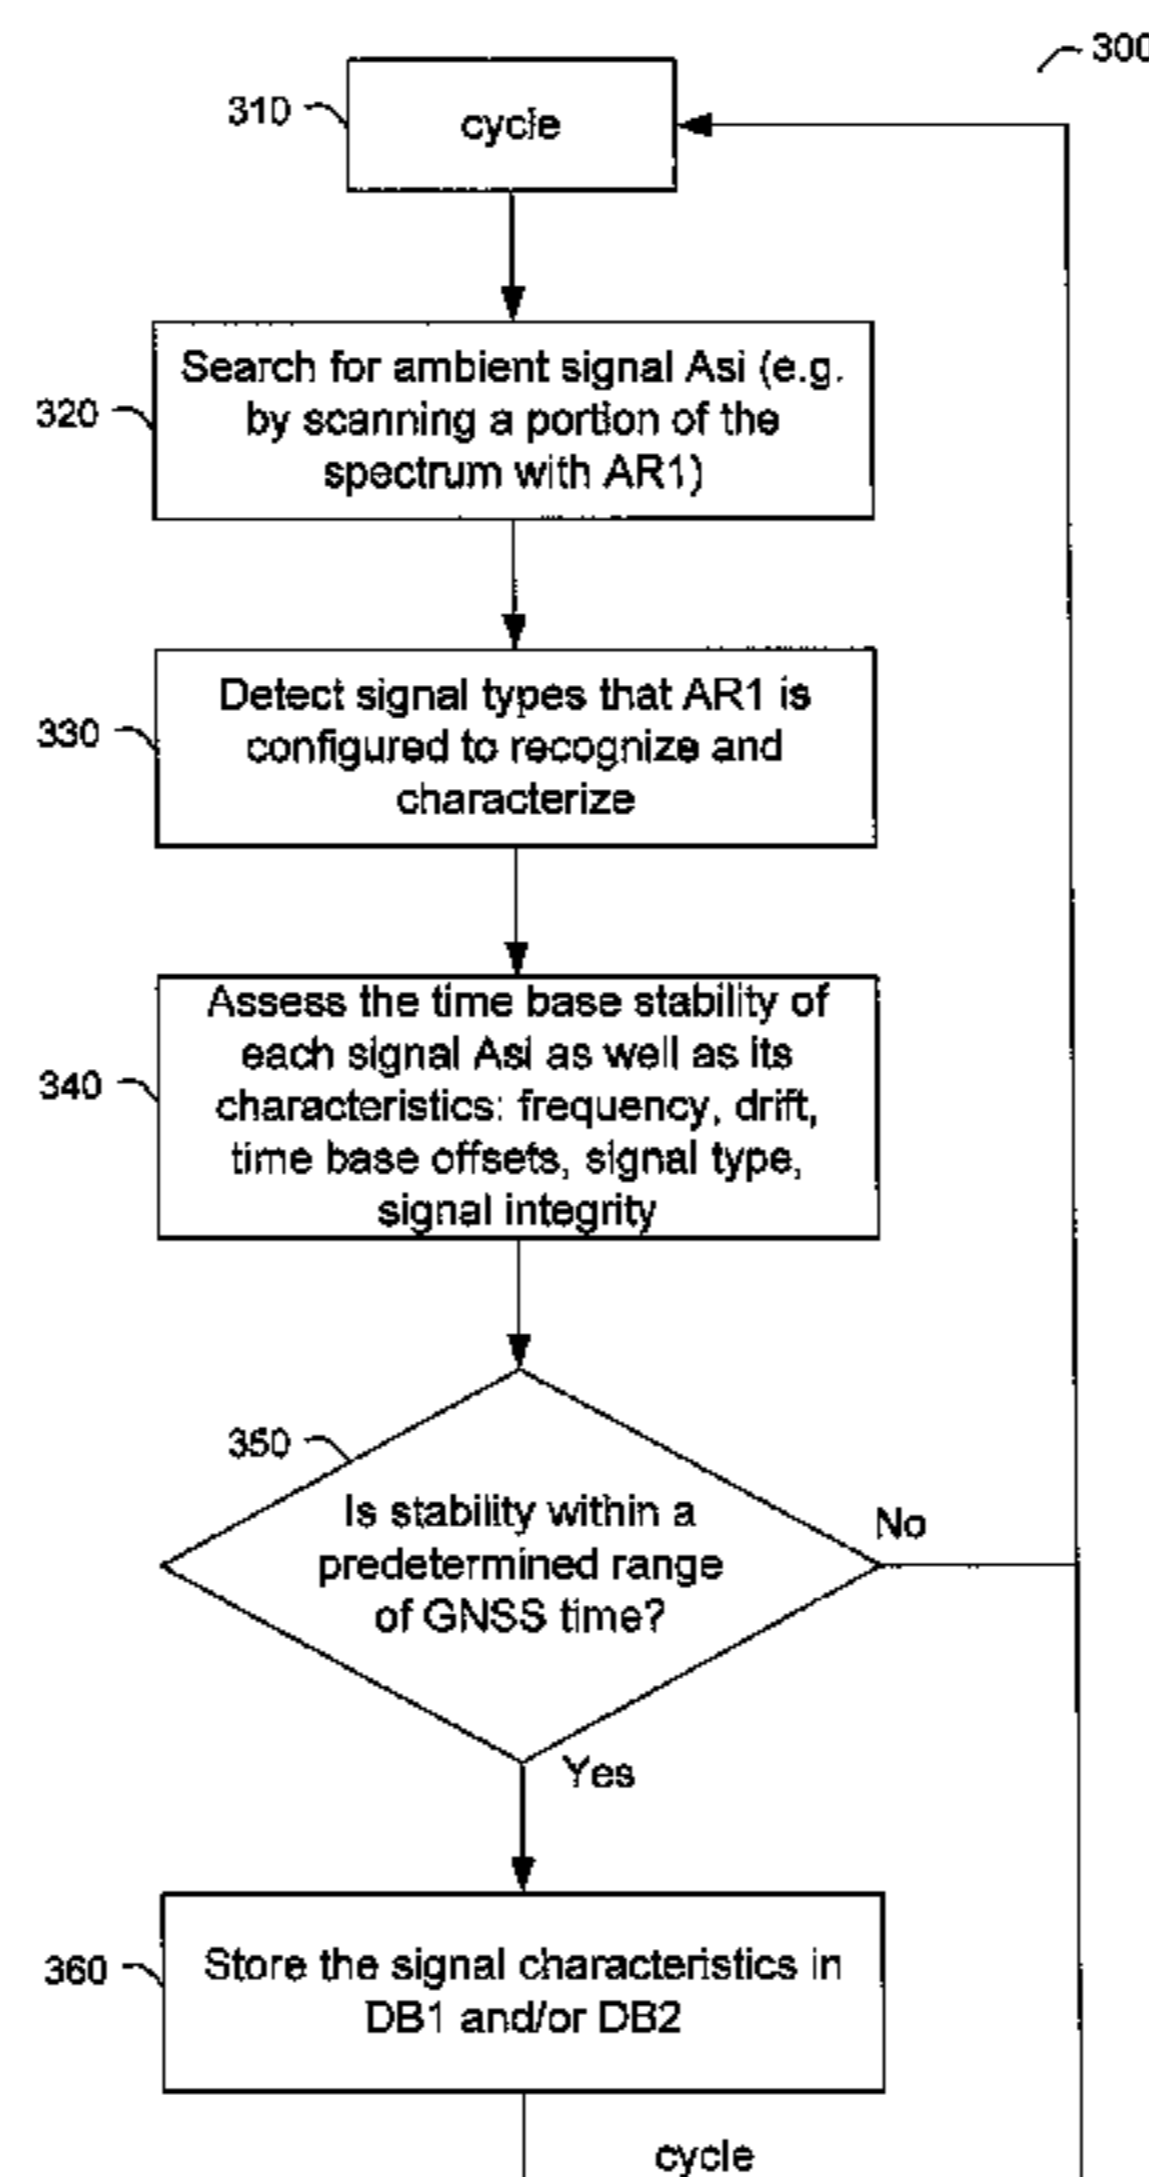 300
310
cycle
320
Search for ambient signal Asi (e.g.
by scanning a portion of the
spectrum with AR1)
330
Detect signal types that AR1 is
configured to recognize and
characterize
340
Assess the time base stability of
each signal Asi as well as its
characteristics: frequency, drift,
time base offsets, signal type,
signal integrity
350
Is stability within a
predetermined range
of GNSS time?
No
Yes
360
Store the signal characteristics in
DB1 and/or DB2
cycle